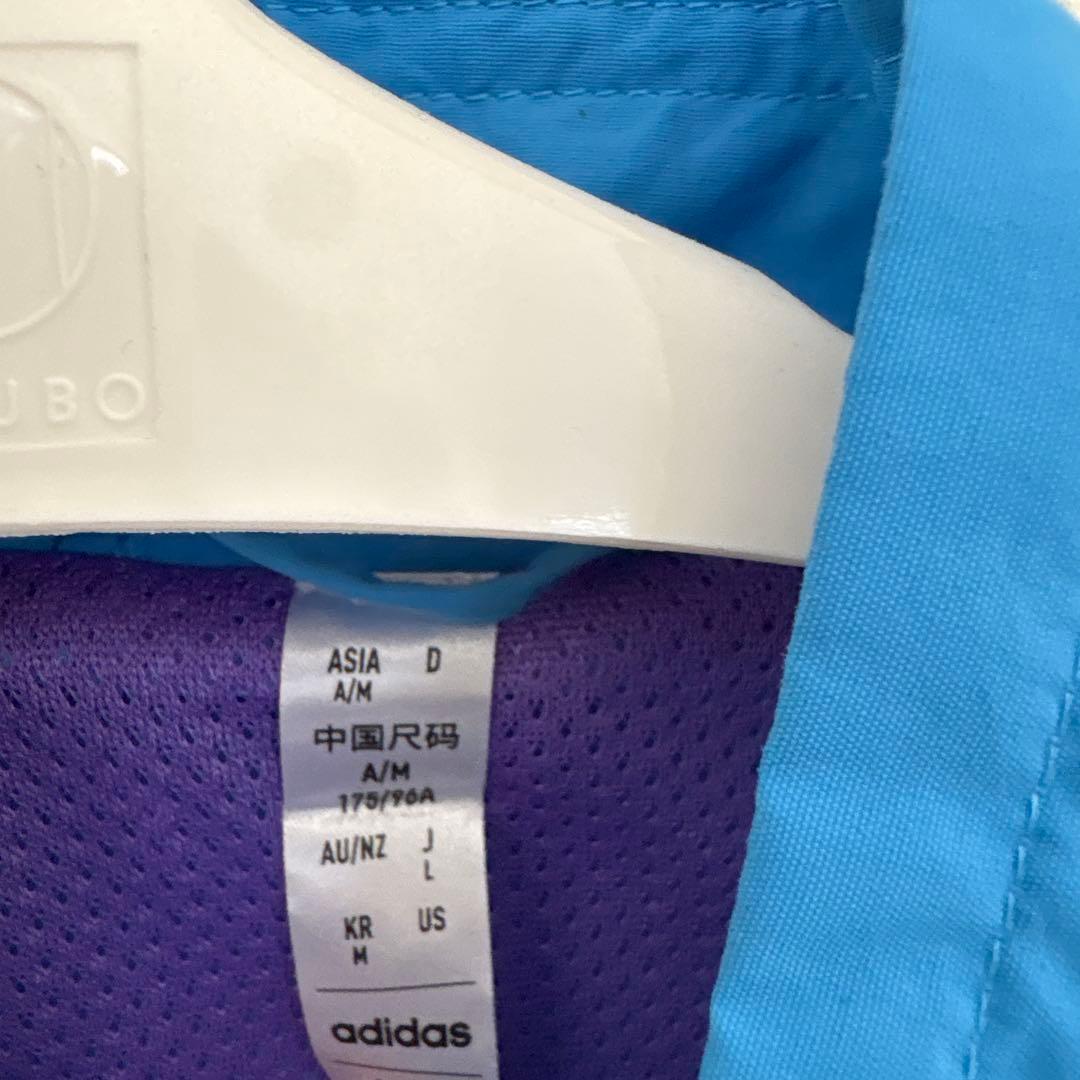 UBO
ASIA D
A/M
中国尺码
A/M
175/96A
AU/NZ J
L
KR US
M
adidas